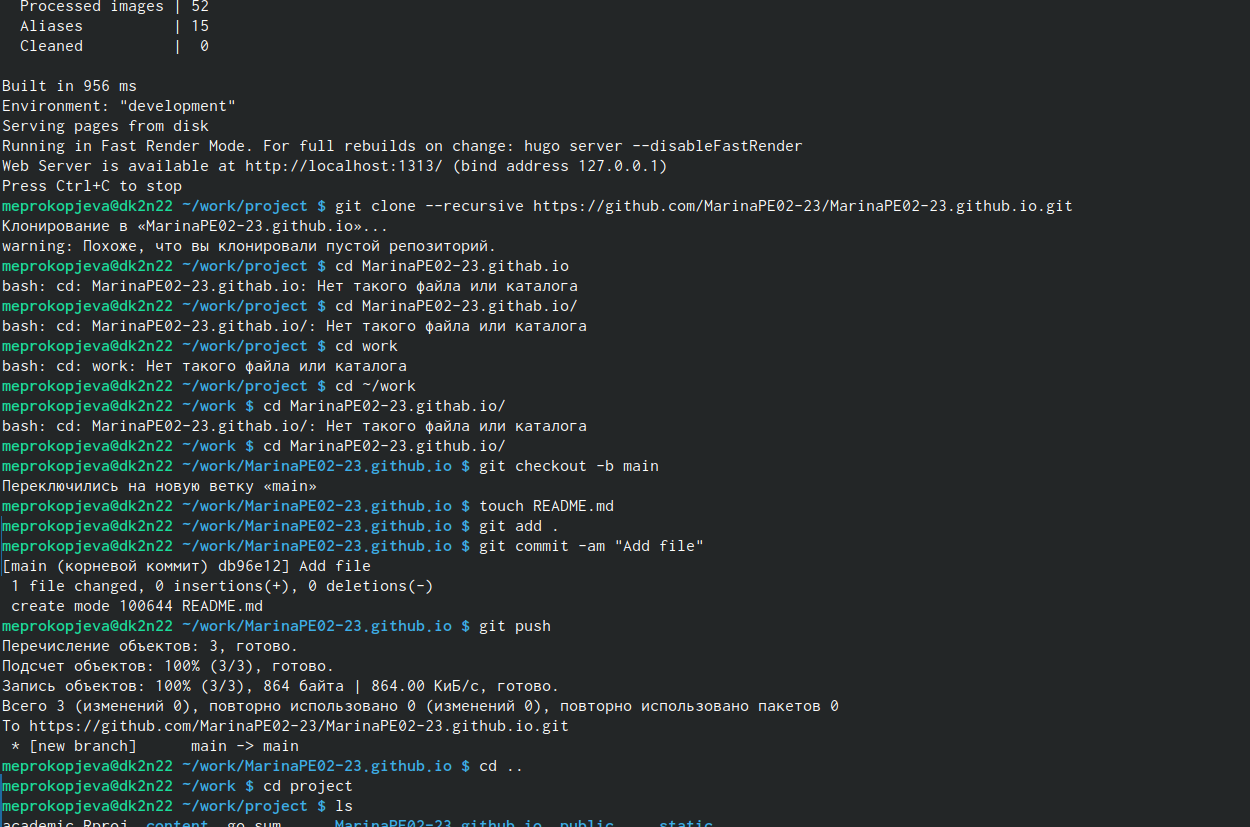 Processed images | 52
Aliases | 15
Cleaned | 0
Built in 956 ms
Environment: "development"
Serving pages from disk
Running in Fast Render Mode. For full rebuilds on change: hugo server --disableFastRender
Web Server is available at http://localhost:1313/ (bind address 127.0.0.1)
Press Ctrl+C to stop
meprokopjeva@dk2n22 ~/work/project $ git clone --recursive https://github.com/MarinaPE02-23/MarinaPE02-23.github.io.git
Клонирование в «MarinaPE02-23.github.io»...
warning: Похоже, что вы клонировали пустой репозиторий.
meprokopjeva@dk2n22 ~/work/project $ cd MarinaPE02-23.githab.io
bash: cd: MarinaPE02-23.githab.io: Нет такого файла или каталога
meprokopjeva@dk2n22 ~/work/project $ cd MarinaPE02-23.githab.io/
bash: cd: MarinaPE02-23.githab.io/: Нет такого файла или каталога
meprokopjeva@dk2n22 ~/work/project $ cd work
bash: cd: work: Нет такого файла или каталога
meprokopjeva@dk2n22 ~/work/project $ cd ~/work
meprokopjeva@dk2n22 ~/work $ cd MarinaPE02-23.githab.io/
bash: cd: MarinaPE02-23.githab.io/: Нет такого файла или каталога
meprokopjeva@dk2n22 ~/work $ cd MarinaPE02-23.github.io/
meprokopjeva@dk2n22 ~/work/MarinaPE02-23.github.io $ git checkout -b main
Переключились на новую ветку «main»
meprokopjeva@dk2n22 ~/work/MarinaPE02-23.github.io $ touch README.md
meprokopjeva@dk2n22 ~/work/MarinaPE02-23.github.io $ git add .
meprokopjeva@dk2n22 ~/work/MarinaPE02-23.github.io $ git commit -am "Add file"
[main (корневой коммит) db96e12] Add file
1 file changed, 0 insertions(+), 0 deletions(-)
create mode 100644 README.md
meprokopjeva@dk2n22 ~/work/MarinaPE02-23.github.io $ git push
Перечисление объектов: 3, готово.
Подсчет объектов: 100% (3/3), готово.
Запись объектов: 100% (3/3), 864 байта | 864.00 КиБ/с, готово.
Всего 3 (изменений 0), повторно использовано 0 (изменений 0), повторно использовано пакетов 0
To https://github.com/MarinaPE02-23/MarinaPE02-23.github.io.git
* [new branch] main -> main
meprokopjeva@dk2n22 ~/work/MarinaPE02-23.github.io $ cd ..
meprokopjeva@dk2n22 ~/work $ cd project
meprokopjeva@dk2n22 ~/work/project $ ls
academic.Rproj content go.sum MarinaPE02-23.github.io public static